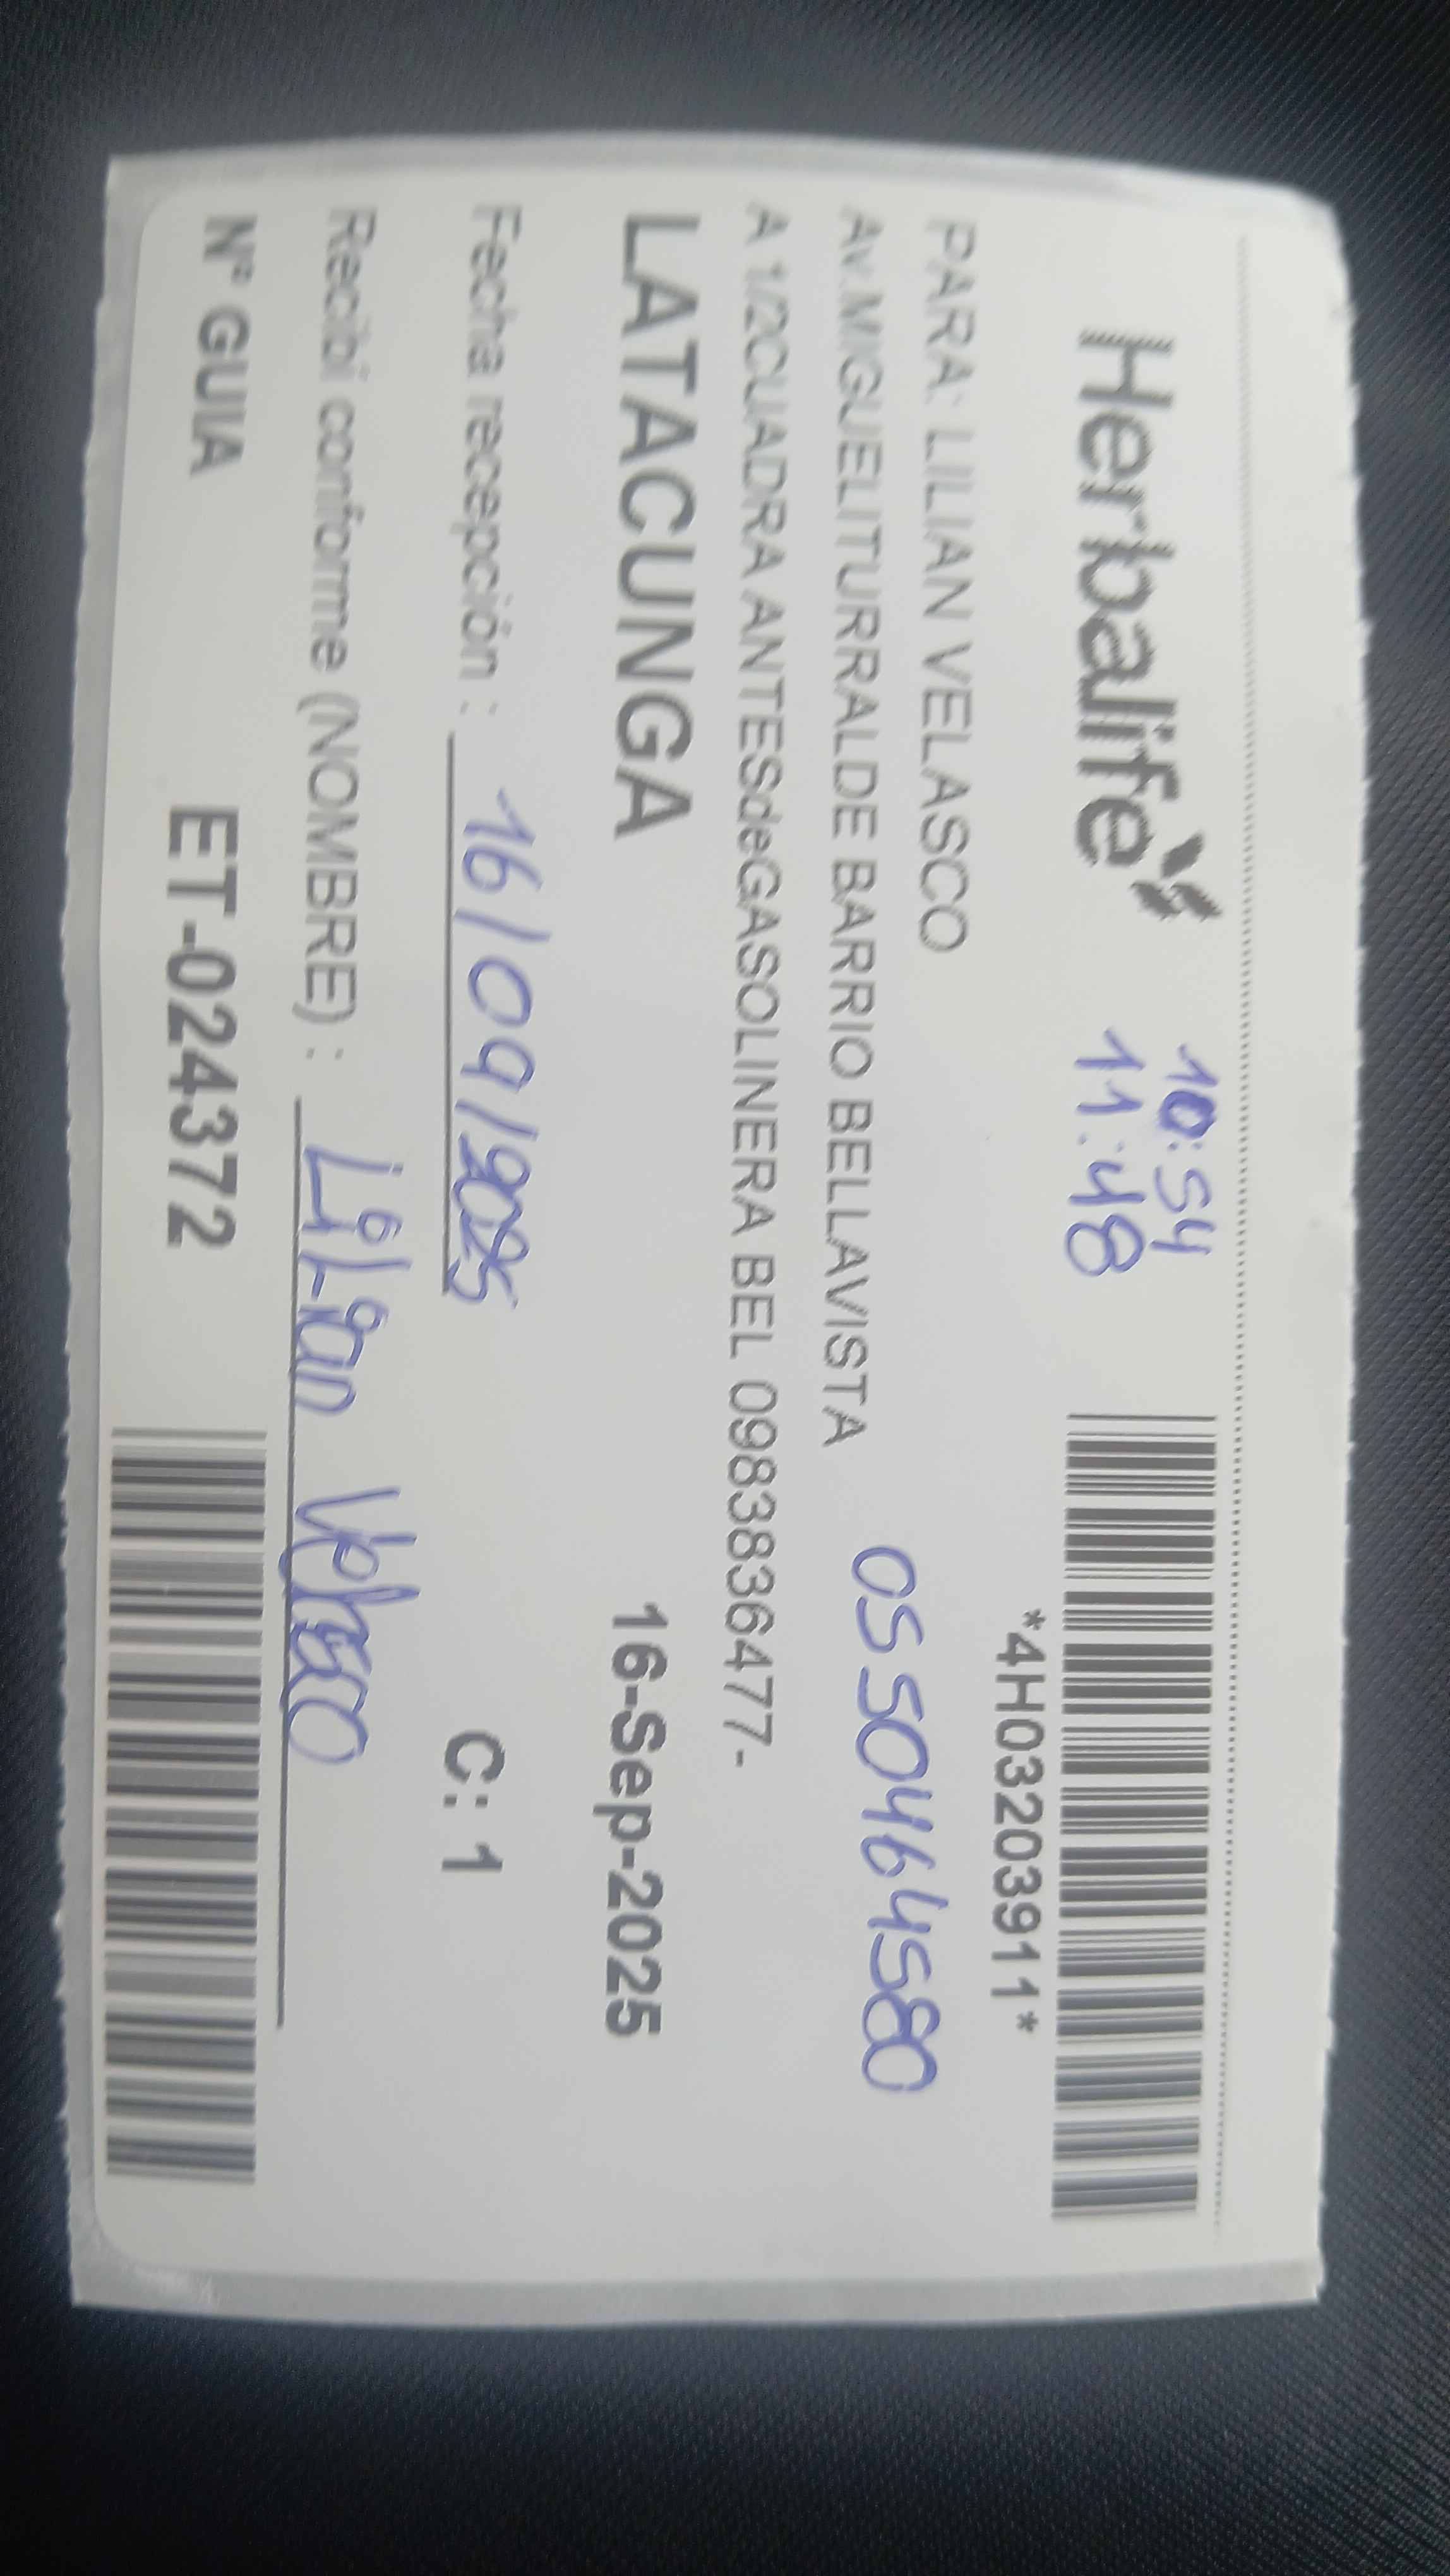 Herbalife
10:54
11:48
*4H03203911*
PARA: LILIAN VELASCO
Av.MIGUELITURRALDE BARRIO BELLAVISTA
0550464580
A 1/2CUADRA ANTESdeGASOLINERA BEL 0983836477-
LATACUNGA 16-Sep-2025
Fecha recepción : 16/09/2025 C: 1
Recibí conforme (NOMBRE) : Lilian Velasco
N° GUIA ET-024372